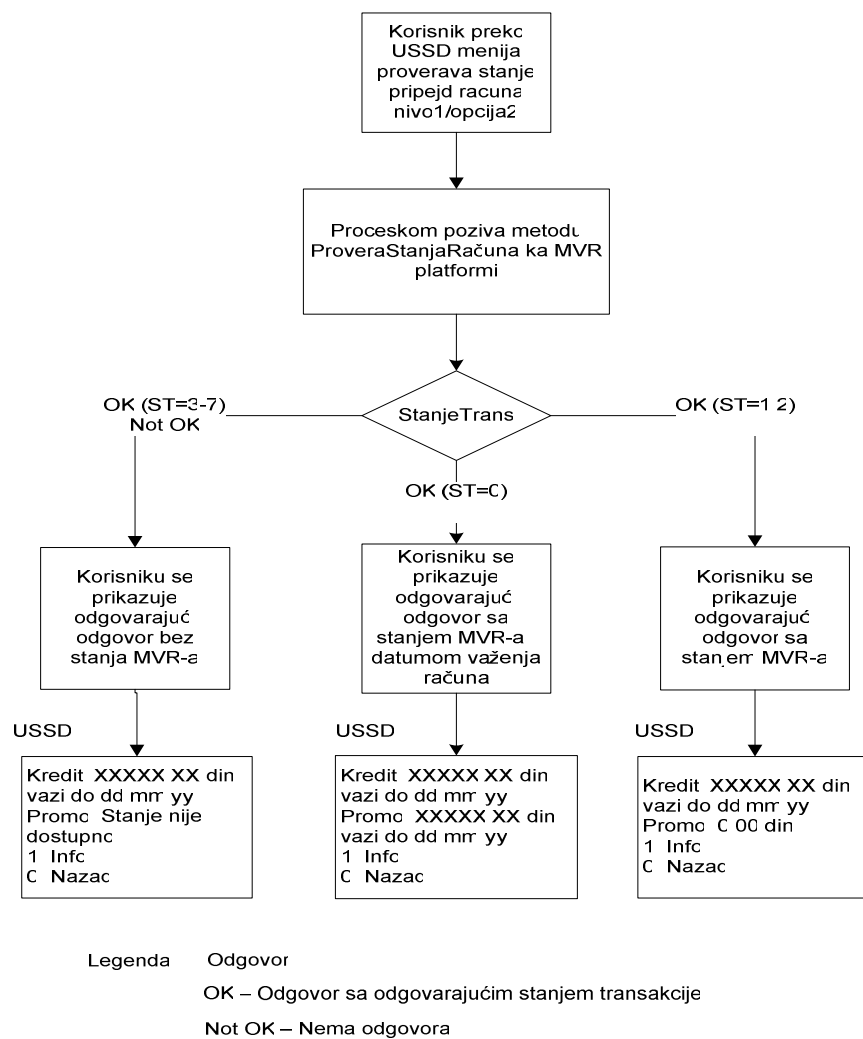 Korisnik preko
USSD menija
proverava stanje
pripejd racuna
nivo1/opcija2
Proceskom poziva metodu
ProveraStanjaRačuna ka MVR
platformi
StanjeTrans
OK (ST=3-7)
Not OK
OK (ST=0)
OK (ST=1 2)
Korisniku se
prikazuje
odgovarajuć
odgovor bez
stanja MVR-a
Korisniku se
prikazuje
odgovarajuć
odgovor sa
stanjem MVR-a
datumom važenja
računa
Korisniku se
prikazuje
odgovarajuć
odgovor sa
stanjem MVR-a
USSD
USSD
USSD
Kredit XXXXX XX din
vazi do dd mm yy
Promo Stanje nije
dostupno
1 Info
0 Nazad
Kredit XXXXX XX din
vazi do dd mm yy
Promo XXXXX XX din
vazi do dd mm yy
1 Info
0 Nazad
Kredit XXXXX XX din
vazi do dd mm yy
Promo 0 00 din
1 Info
0 Nazad
Legenda Odgovor
OK – Odgovor sa odgovarajućim stanjem transakcije
Not OK – Nema odgovora